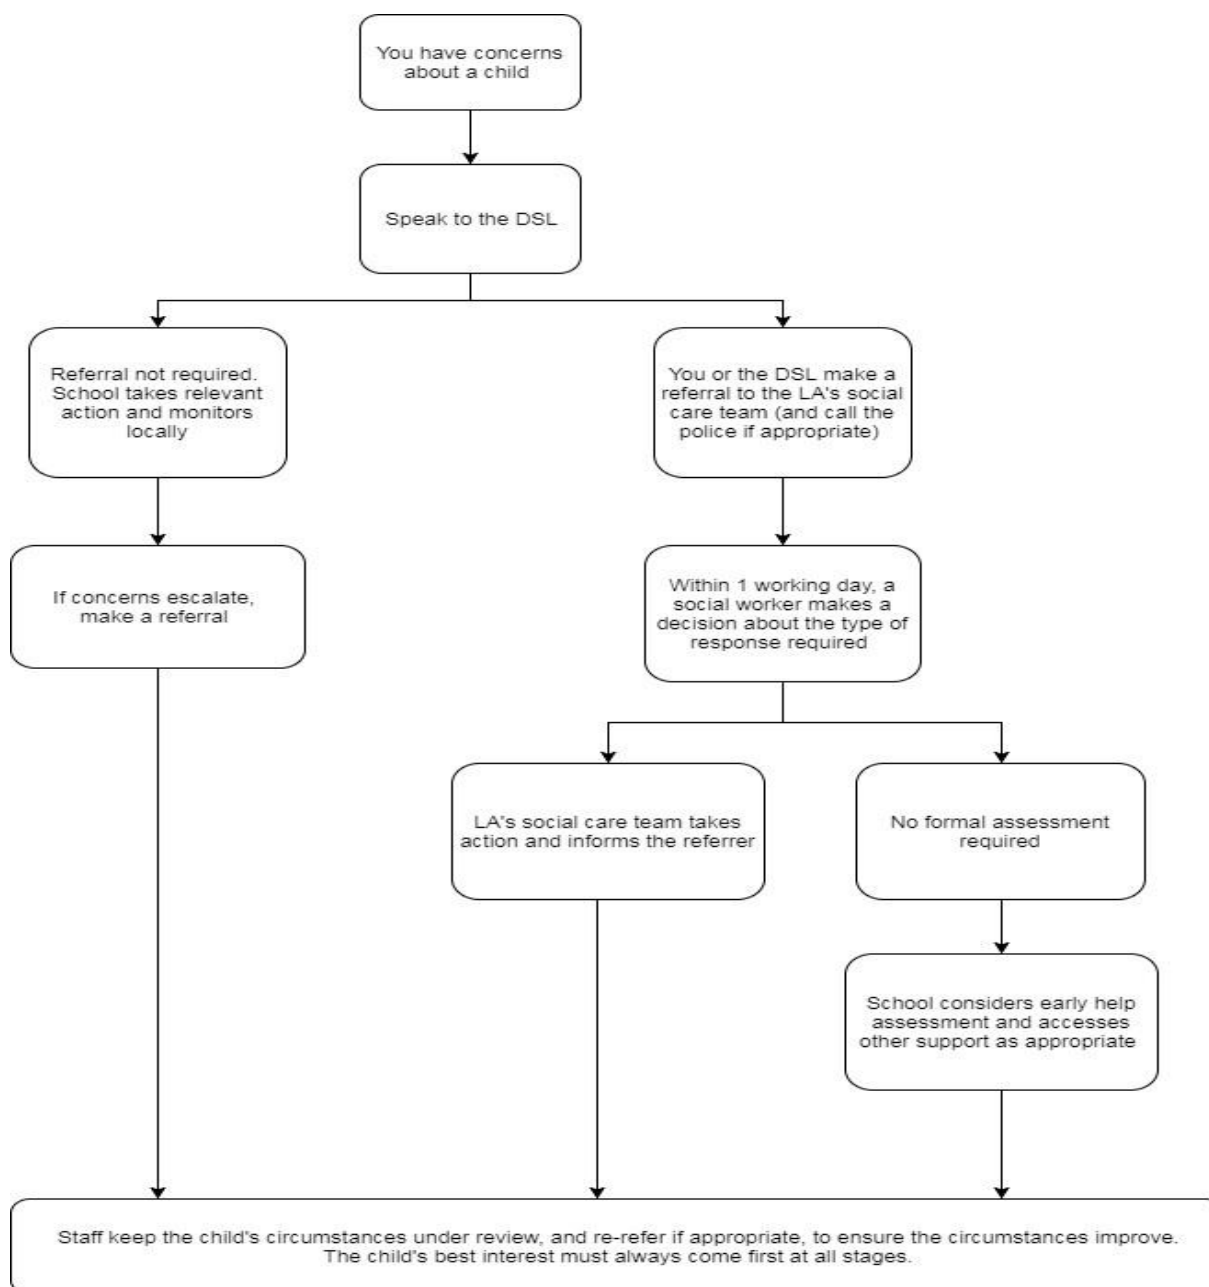 You have concerns
about a child
Speak to the DSL
Referral not required.
School takes relevant
action and monitors
locally
You or the DSL make a
referral to the LA's social
care team (and call the
police if appropriate)
If concerns escalate,
make a referral
Within 1 working day, a
social worker makes a
decision about the type of
response required
LA's social care team takes
action and informs the referrer
No formal assessment
required
School considers early help
assessment and accesses
other support as appropriate
Staff keep the child's circumstances under review, and re-refer if appropriate, to ensure the circumstances improve.
The child's best interest must always come first at all stages.